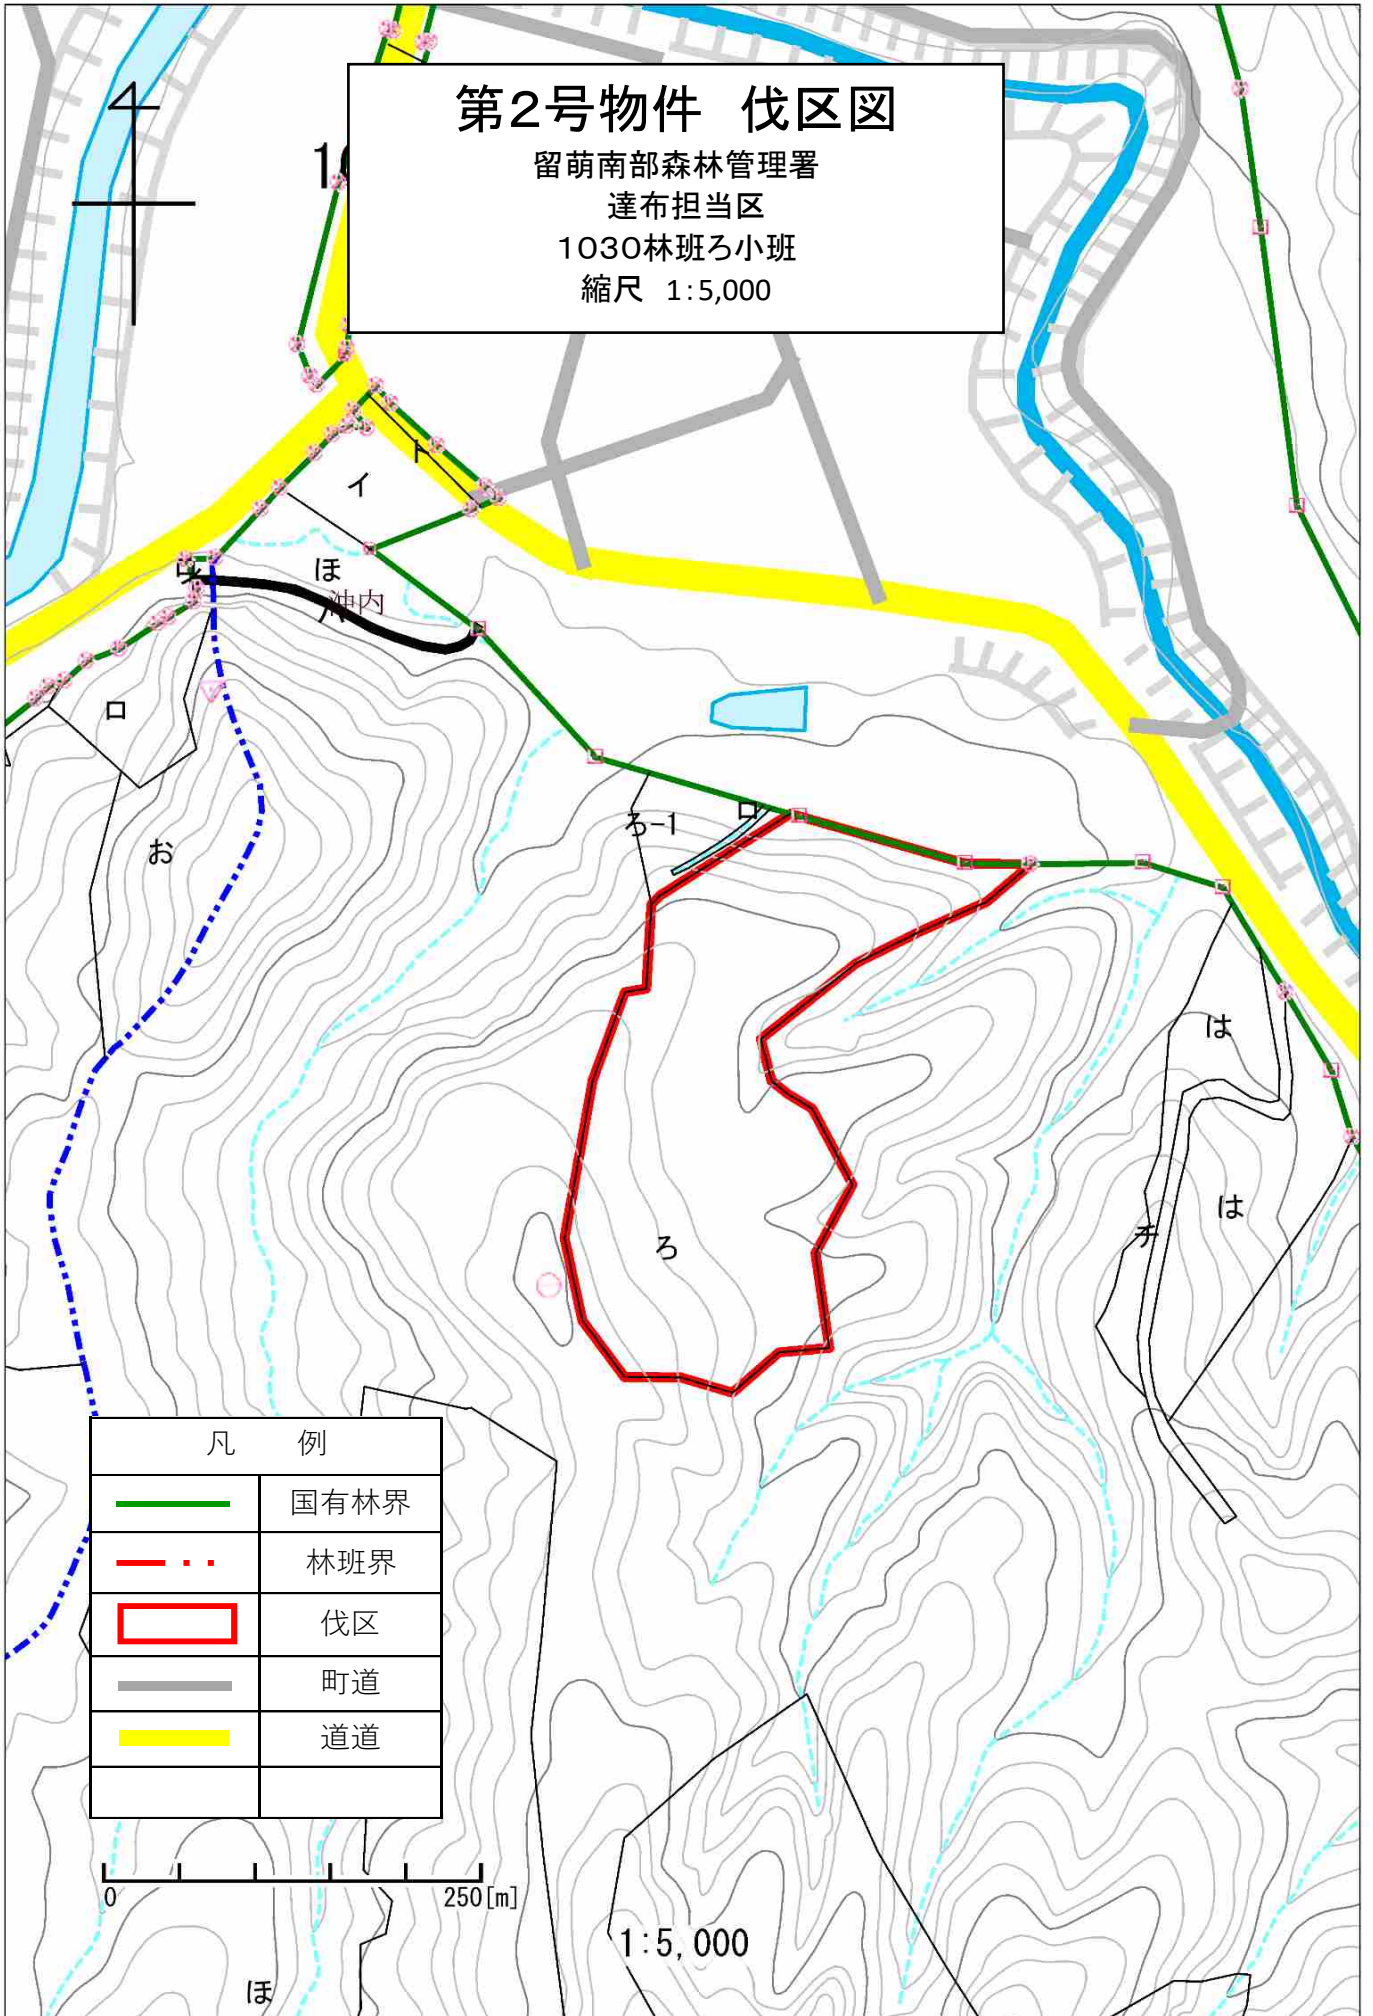 第2号物件 伐区図
留萌南部森林管理署
達布担当区
1030林班ろ小班
縮尺 1:5,000
ト
イ
ほ
沖内
ハ
ロ
お
ろ-1
ロ
は
は
チ
ろ
凡 例
国有林界
林班界
伐区
町道
道道
0
250[m]
1:5,000
ほ